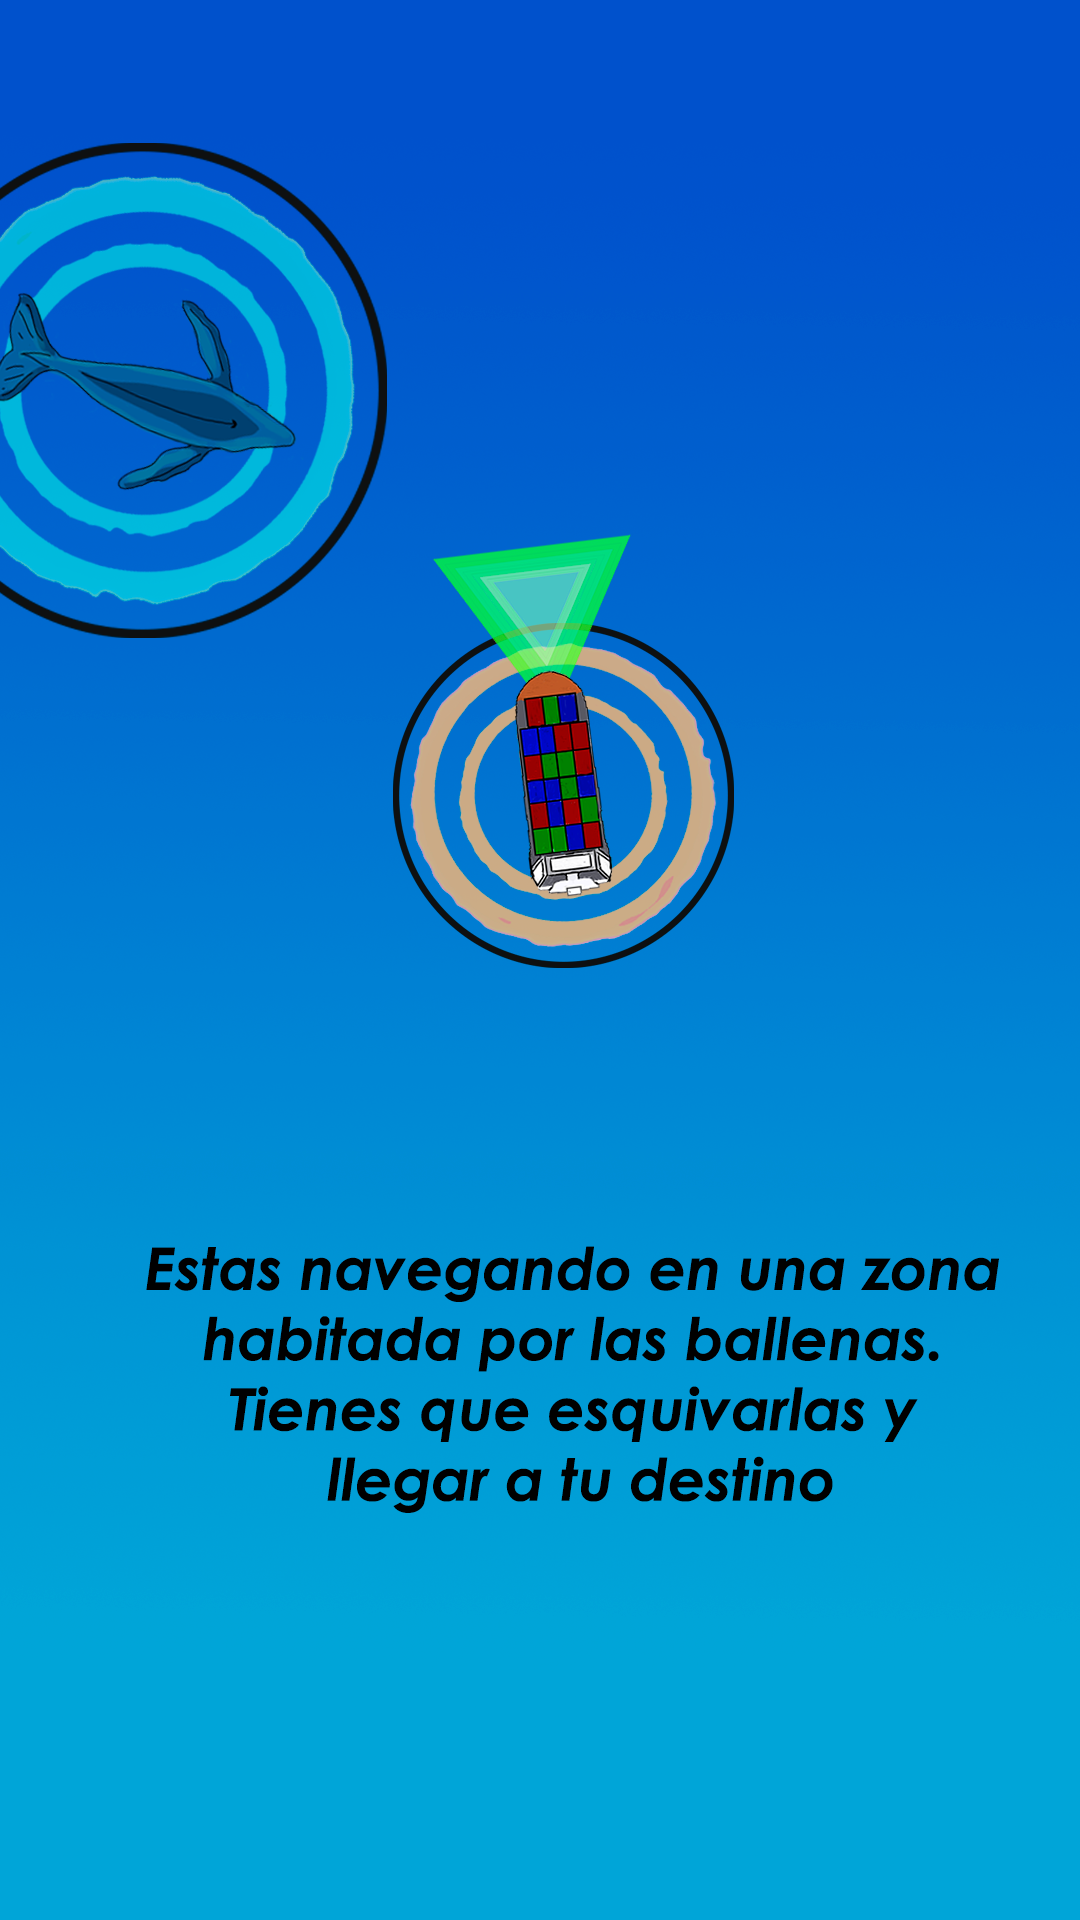 Estas navegando en una zona
habitada por las ballenas.
Tienes que esquivarlas y
llegar a tu destino